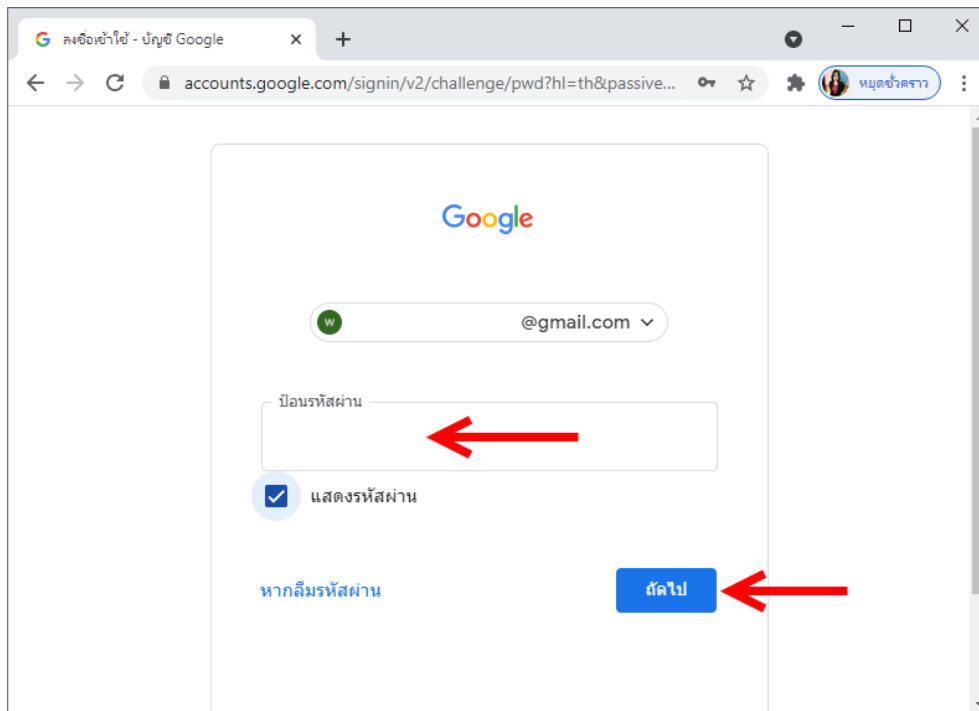 ลงชื่อเข้าใช้ - บัญชี Google
accounts.google.com/signin/v2/challenge/pwd?hl=th&passive...
หยุดชั่วคราว
Google
w
@gmail.com
ป้อนรหัสผ่าน
แสดงรหัสผ่าน
หากลืมรหัสผ่าน
ถัดไป